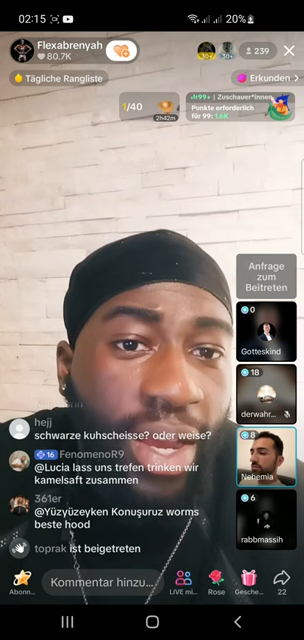 02:15
20%
Flexabrenyah
80.7K
239
Tägliche Rangliste
Erkunden >
1/40
2h42m
99+ | Zuschauer*innen
Punkte erforderlich
für 99: 1.6K
Anfrage
zum
Beitreten
0
Gotteskind
18
derwahr...
8
Nehemia
6
rabbmassih
hejj
schwarze kuhscheisse? oder weise?
16 FenomenoR9
@Lucia lass uns trefen trinken wir
kamelsaft zusammen
361er
@Yüzyüzeyken Konuşuruz worms
beste hood
toprak ist beigetreten
Kommentar hinzu...
Abonn...
LIVE mi...
Rose
Gesche...
22